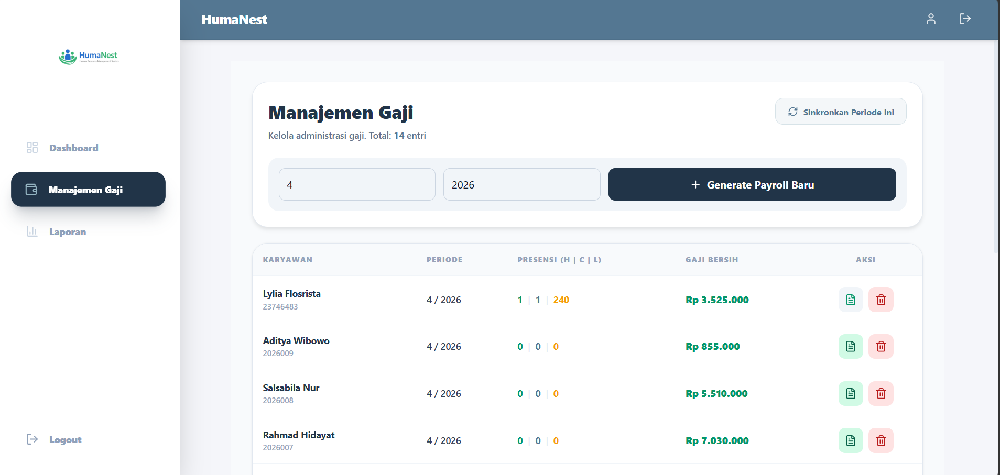 HumaNest
HumaNest
Human Resource Management System
Dashboard
Manajemen Gaji
Laporan
Logout
Manajemen Gaji
Sinkronkan Periode Ini
Kelola administrasi gaji. Total: 14 entri
4
2026
+ Generate Payroll Baru
KARYAWAN PERIODE PRESENSI (H | C | L) GAJI BERSIH AKSI
Lylia Flosrista
23746483
4 / 2026
1 | 1 | 240
Rp 3.525.000
Aditya Wibowo
2026009
4 / 2026
0 | 0 | 0
Rp 855.000
Salsabila Nur
2026008
4 / 2026
0 | 0 | 0
Rp 5.510.000
Rahmad Hidayat
2026007
4 / 2026
0 | 0 | 0
Rp 7.030.000